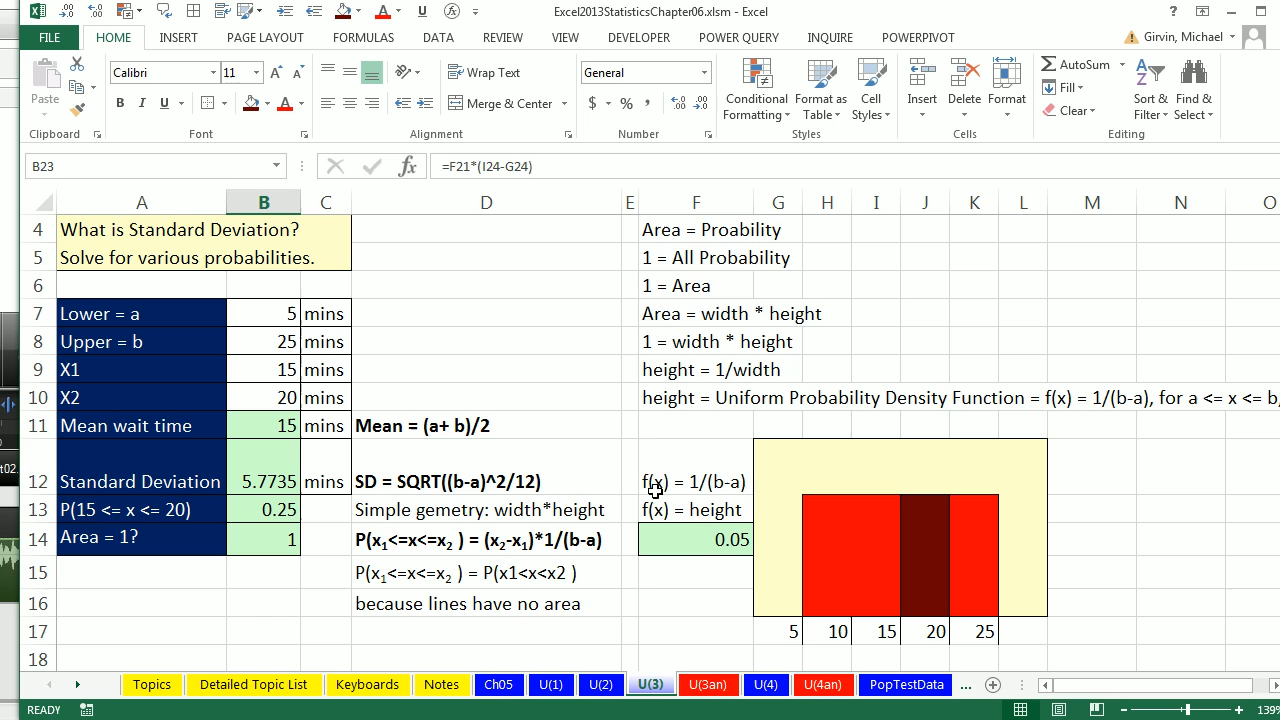 Excel2013StatisticsChapter06.xlsm - Excel
FILE HOME INSERT PAGE LAYOUT FORMULAS DATA REVIEW VIEW DEVELOPER POWER QUERY INQUIRE POWERPIVOT Girvin, Michael
Paste
Calibri 11
Wrap Text
General
Merge & Center
Conditional Formatting
Format as Table
Cell Styles
Insert
Delete
Format
AutoSum
Fill
Clear
Sort & Filter
Find & Select
Clipboard Font Alignment Number Styles Cells Editing
B23 fx =F21*(I24-G24)
A B C D E F G H I J K L M N O
4 What is Standard Deviation? Area = Proability
5 Solve for various probabilities. 1 = All Probability
6 1 = Area
7 Lower = a 5 mins Area = width * height
8 Upper = b 25 mins 1 = width * height
9 X1 15 mins height = 1/width
10 X2 20 mins height = Uniform Probability Density Function = f(x) = 1/(b-a), for a <= x <= b,
11 Mean wait time 15 mins Mean = (a+ b)/2
12 Standard Deviation 5.7735 mins SD = SQRT((b-a)^2/12) f(x) = 1/(b-a)
13 P(15 <= x <= 20) 0.25 Simple gemetry: width*height f(x) = height
14 Area = 1? 1 P(x₁<=x<=x₂ ) = (x₂-x₁)*1/(b-a) 0.05
15 P(x₁<=x<=x₂ ) = P(x1<x<x2 )
16 because lines have no area
17 5 10 15 20 25
18
Topics Detailed Topic List Keyboards Notes Ch05 U(1) U(2) U(3) U(3an) U(4) U(4an) PopTestData ...
READY 139%